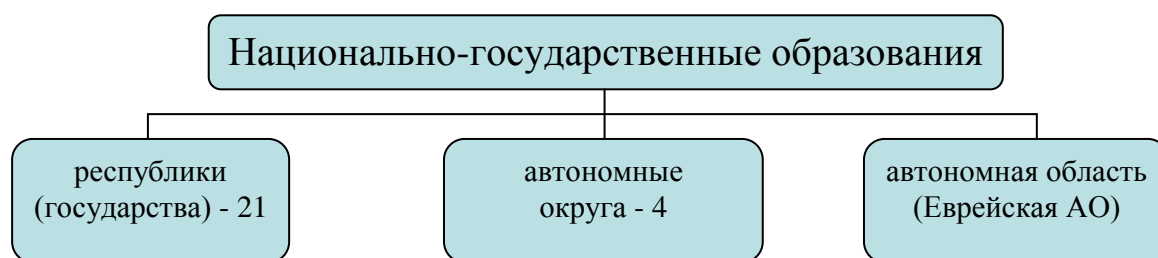 Национально-государственные образования
республики
(государства) - 21
автономные
округа - 4
автономная область
(Еврейская АО)